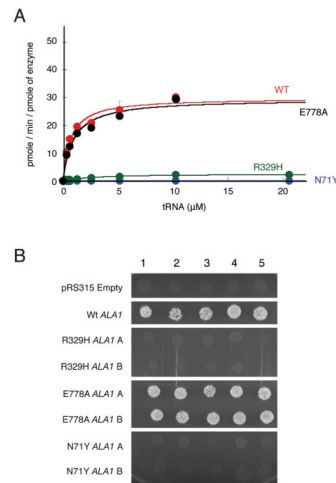 A
pmole / min / pmole of enzyme
60
50
40
30
20
10
0
WT
E778A
R329H
N71Y
0 5 10 15 20
tRNA (µM)
B
1 2 3 4 5
pRS315 Empty
Wt ALA1
R329H ALA1 A
R329H ALA1 B
E778A ALA1 A
E778A ALA1 B
N71Y ALA1 A
N71Y ALA1 B